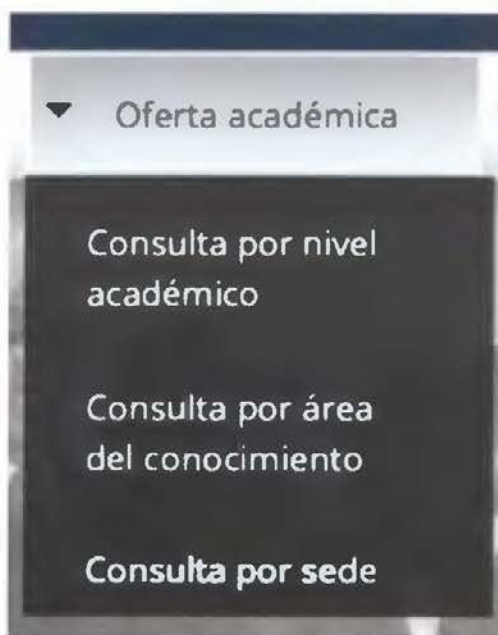 Oferta académica
Consulta por nivel
académico
Consulta por área
del conocimiento
Consulta por sede